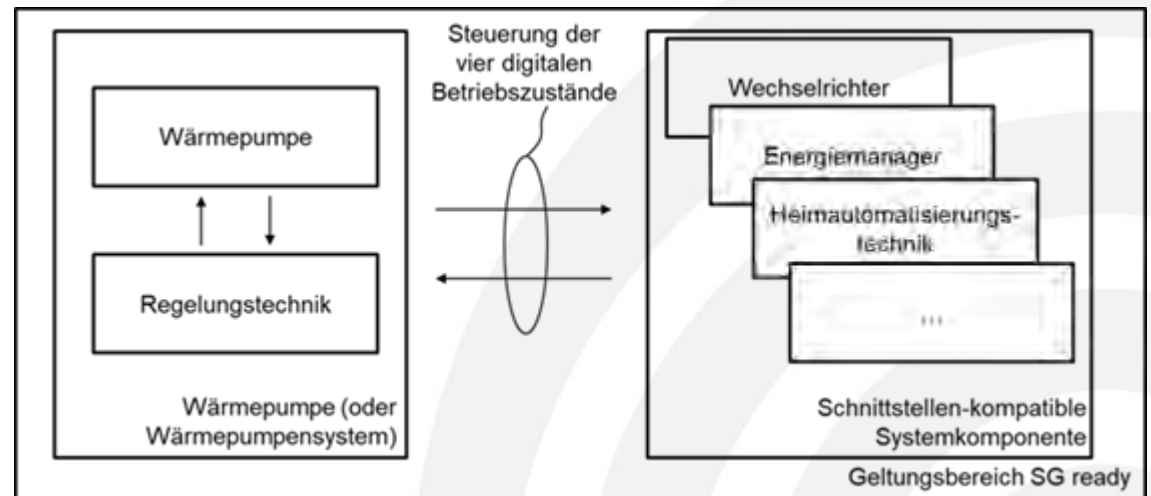 Wärmepumpe
Regelungstechnik
Wärmepumpe (oder
Wärmepumpensystem)
Steuerung der
vier digitalen
Betriebszustände
Wechselrichter
Energiemanager
Heimautomatisierungs-
technik
...
Schnittstellen-kompatible
Systemkomponente
Geltungsbereich SG ready